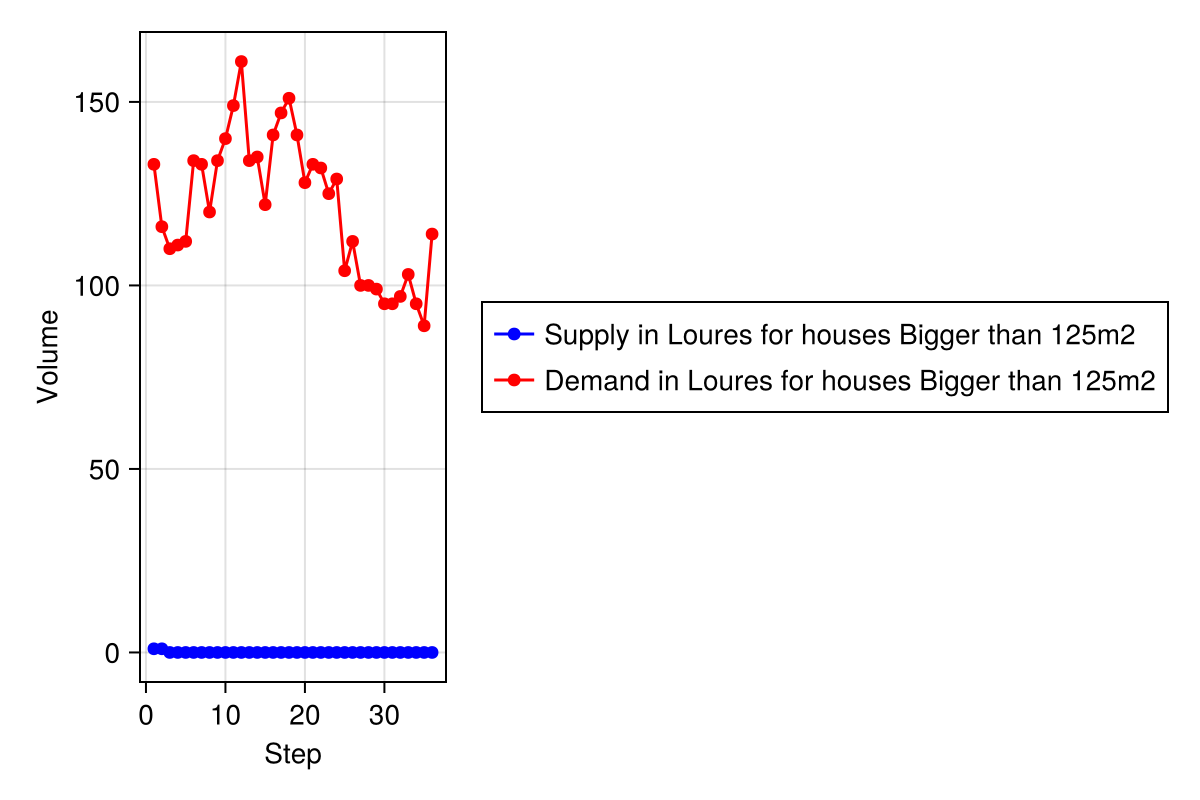 150
100
50
0
Volume
0 10 20 30
Step
Supply in Loures for houses Bigger than 125m2
Demand in Loures for houses Bigger than 125m2